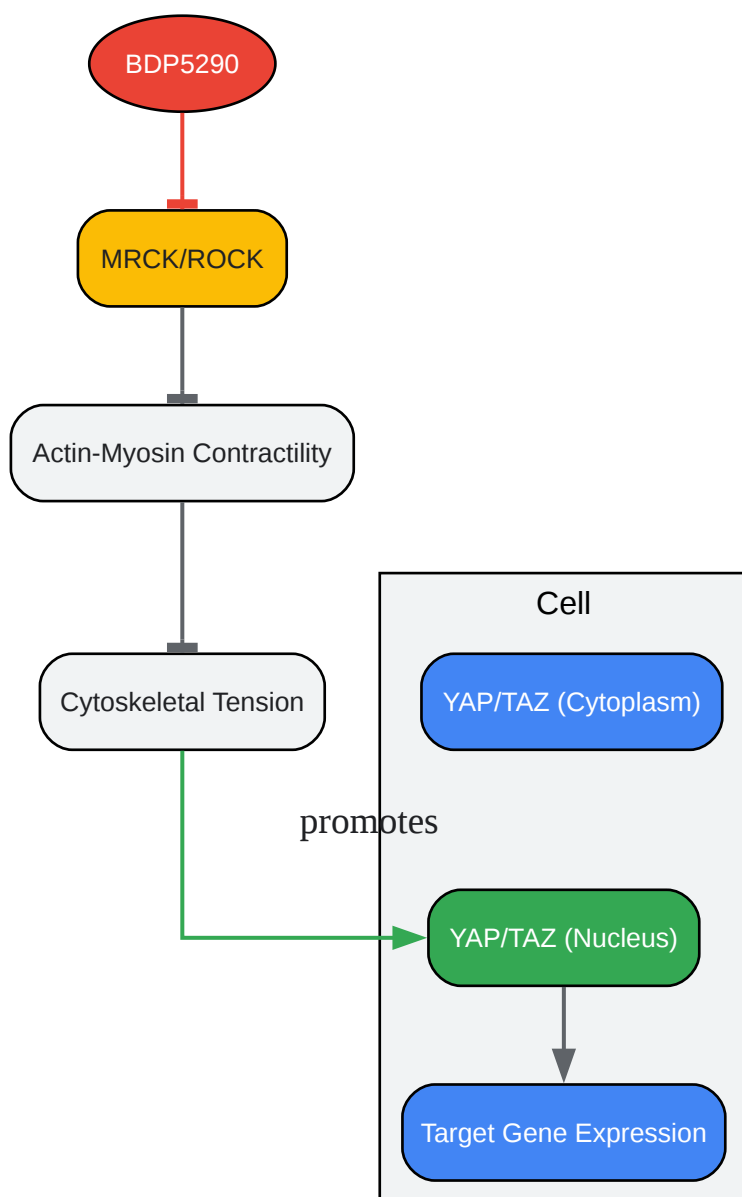 BDP5290
MRCK/ROCK
Actin-Myosin Contractility
Cell
Cytoskeletal Tension
YAP/TAZ (Cytoplasm)
promotes
YAP/TAZ (Nucleus)
Target Gene Expression